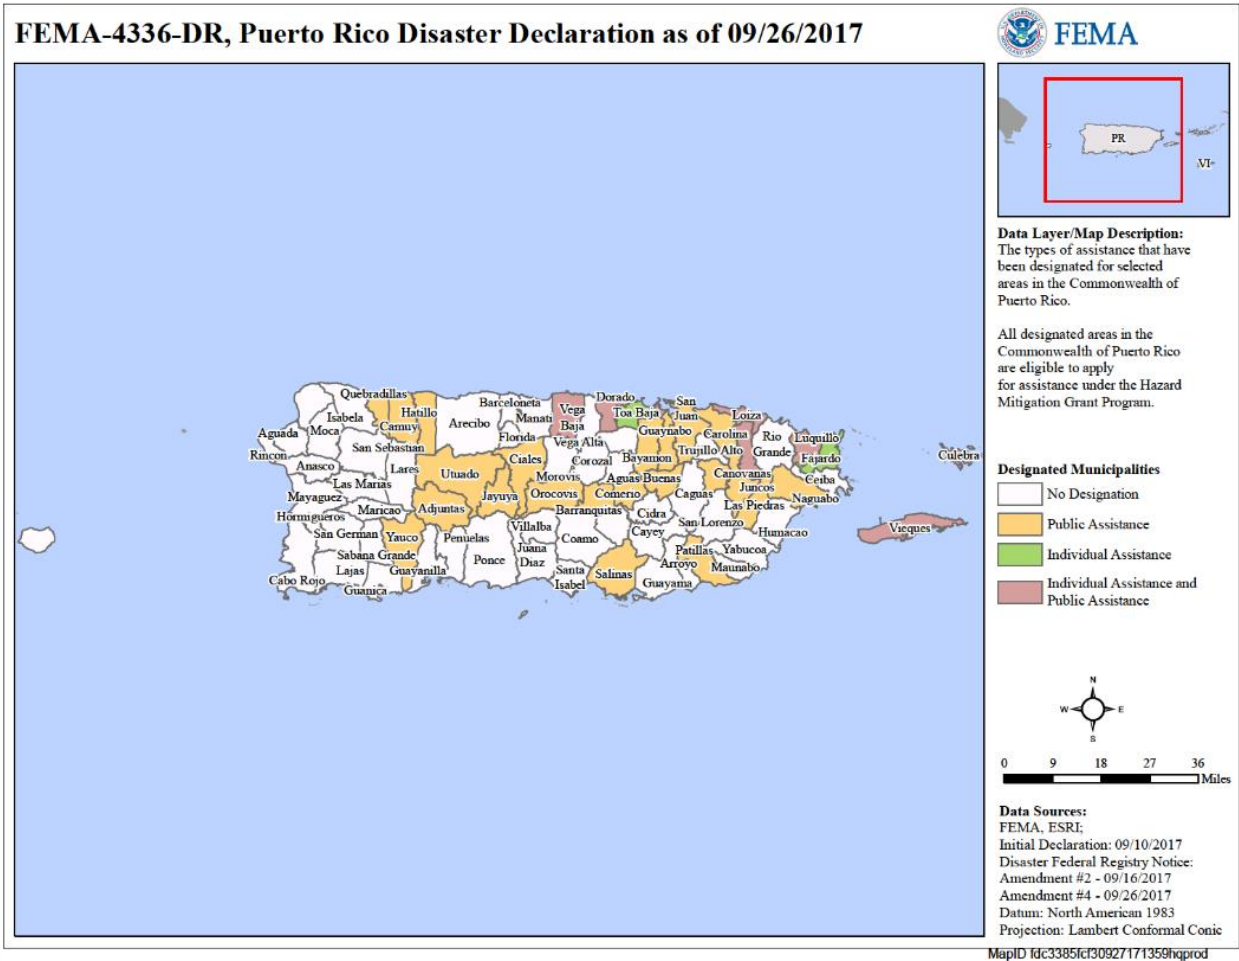 FEMA-4336-DR, Puerto Rico Disaster Declaration as of 09/26/2017
FEMA
PR
VI
Data Layer/Map Description:
The types of assistance that have
been designated for selected
areas in the Commonwealth of
Puerto Rico.
All designated areas in the
Commonwealth of Puerto Rico
are eligible to apply
for assistance under the Hazard
Mitigation Grant Program.
Quebradillas
Isabela
Hatillo
Camuy
Barceloneta
Arecibo
Manati
Florida
Vega
Baja
Vega Alta
Dorado
Toa Baja
San
Juan
Guaynabo
Carolina
Loiza
Trujillo Alto
Rio
Grande
Luquillo
Fajardo
Ceiba
Culebra
Aguada
Moca
Rincon
San Sebastian
Anasco
Lares
Las Marias
Utuado
Ciales
Corozal
Morovis
Bayamon
Aguas Buenas
Canovanas
Juncos
Naguabo
Mayaguez
Maricao
Adjuntas
Jayuya
Orocovis
Comerio
Caguas
Las Piedras
Vieques
Hormigueros
San German
Yauco
Barranquitas
Cidra
San Lorenzo
Humacao
Villalba
Penuelas
Coamo
Cayey
Sabana Grande
Juana
Diaz
Patillas
Yabucoa
Lajas
Guayanilla
Ponce
Santa
Isabel
Salinas
Arroyo
Maunabo
Cabo Rojo
Guanica
Guayama
Designated Municipalities
No Designation
Public Assistance
Individual Assistance
Individual Assistance and
Public Assistance
N
W E
S
0 9 18 27 36
Miles
Data Sources:
FEMA, ESRI;
Initial Declaration: 09/10/2017
Disaster Federal Registry Notice:
Amendment #2 - 09/16/2017
Amendment #4 - 09/26/2017
Datum: North American 1983
Projection: Lambert Conformal Conic
MapID fdc3385fcf30927171359hqprod